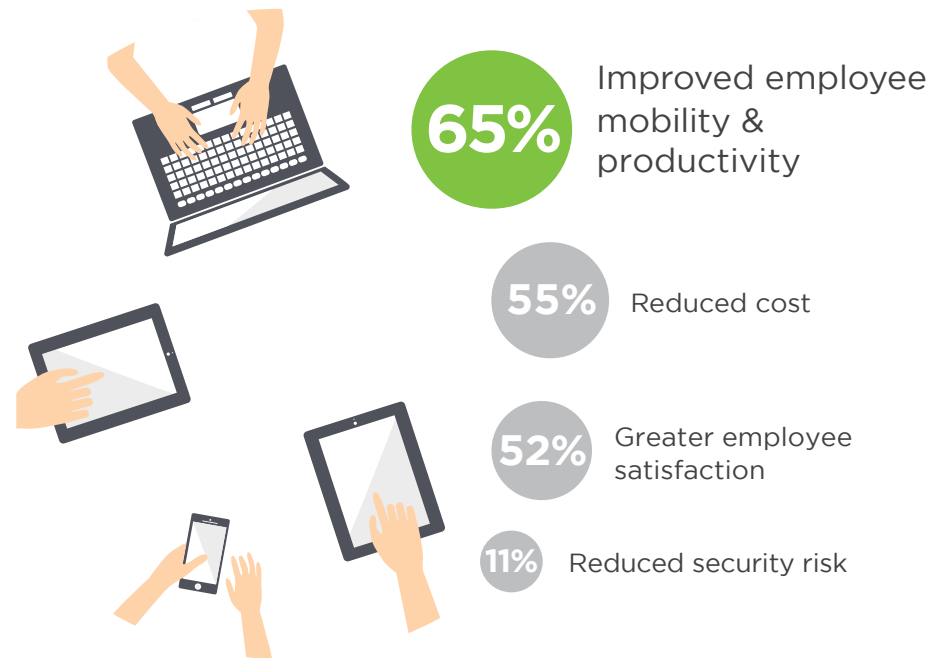 65%
Improved employee
mobility &
productivity
55%
Reduced cost
52%
Greater employee
satisfaction
11%
Reduced security risk